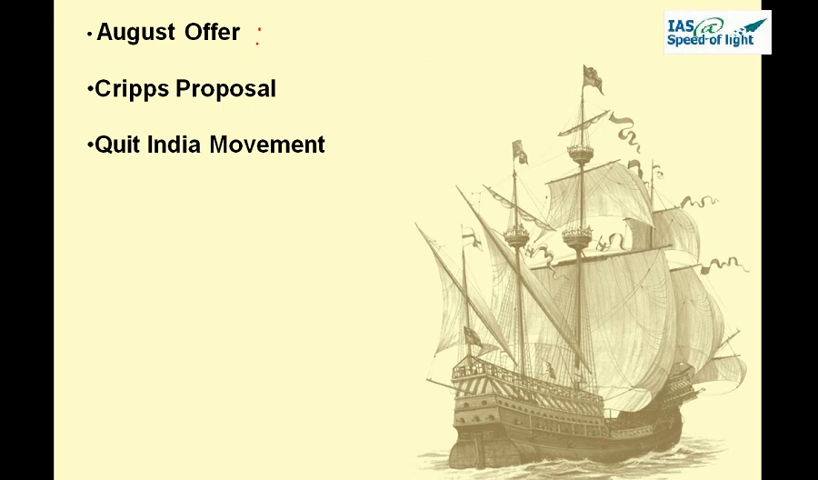 • August Offer :
•Cripps Proposal
•Quit India Movement
IAS@
Speed of light